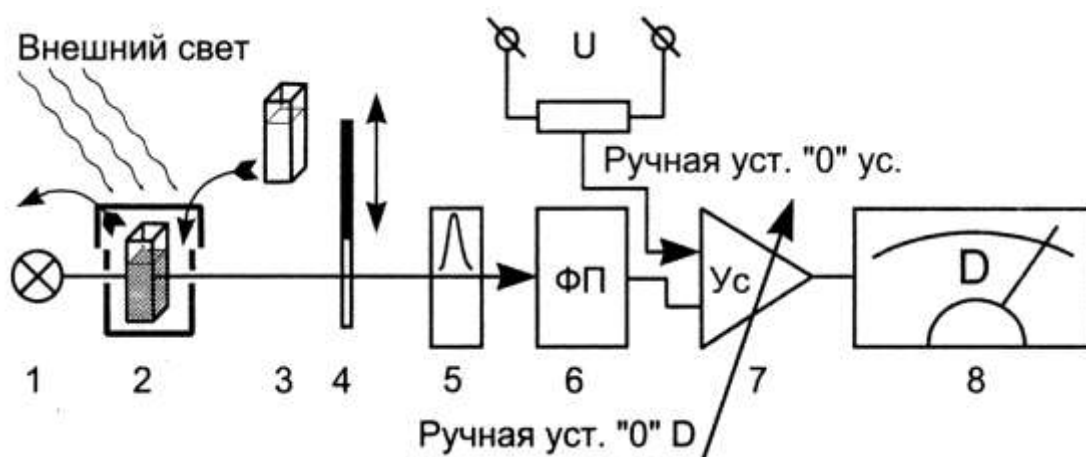 Внешний свет
U
Ручная уст. "0" ус.
ФП
Ус
D
1 2 3 4 5 6 7 8
Ручная уст. "0" D